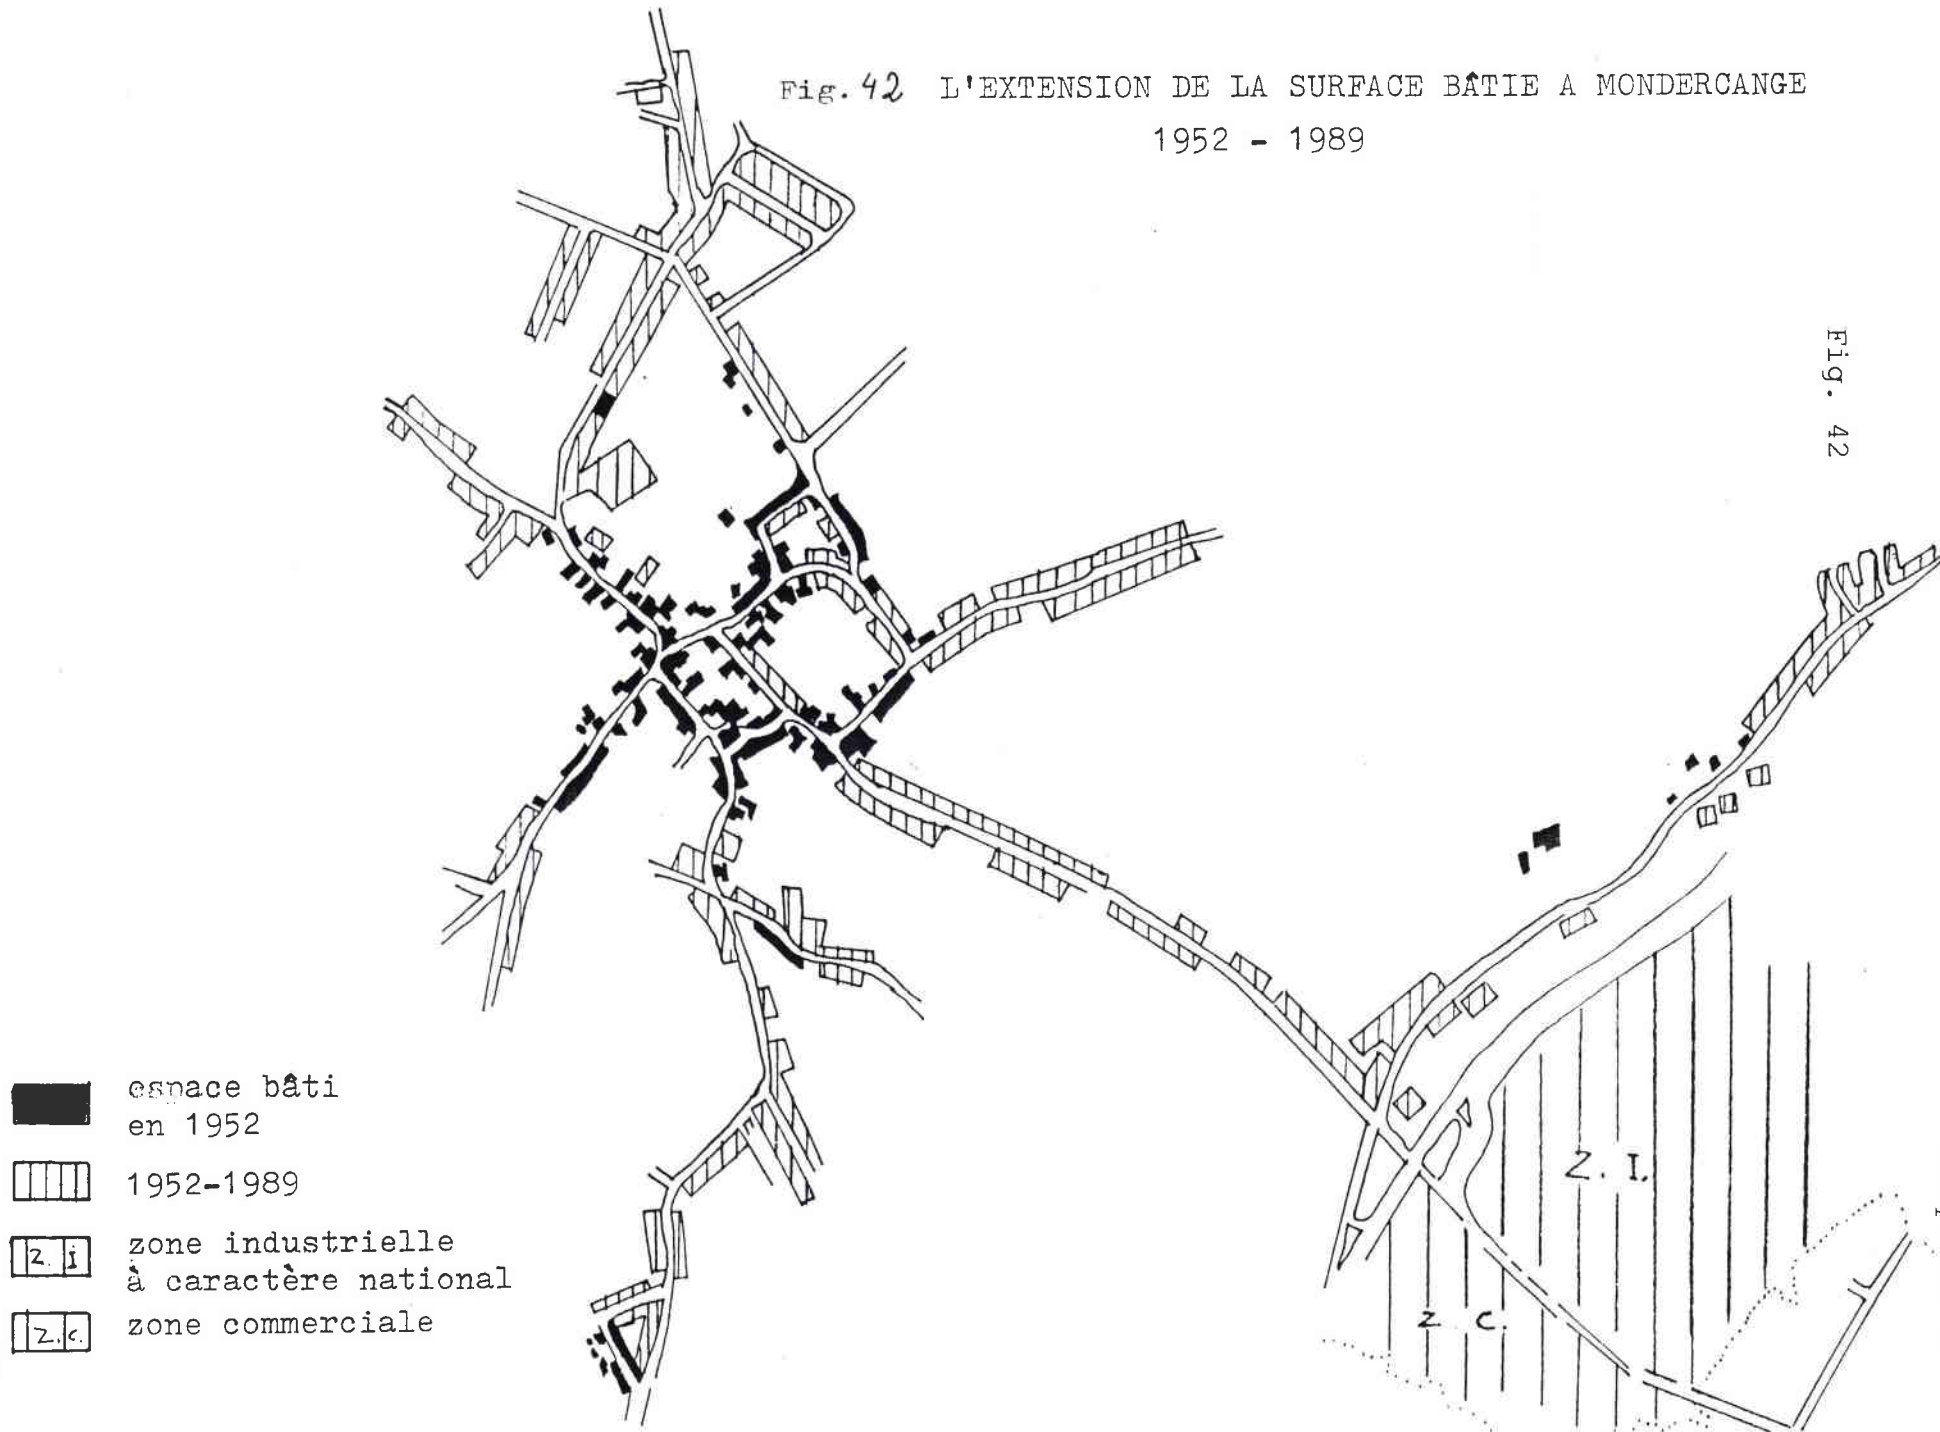 Fig. 42 L'EXTENSION DE LA SURFACE BÂTIE A MONDERCANGE
1952 - 1989
Fig. 42
espace bâti
en 1952
1952-1989
Z. I
zone industrielle
à caractère national
Z.C.
zone commerciale
Z. I.
Z. C.